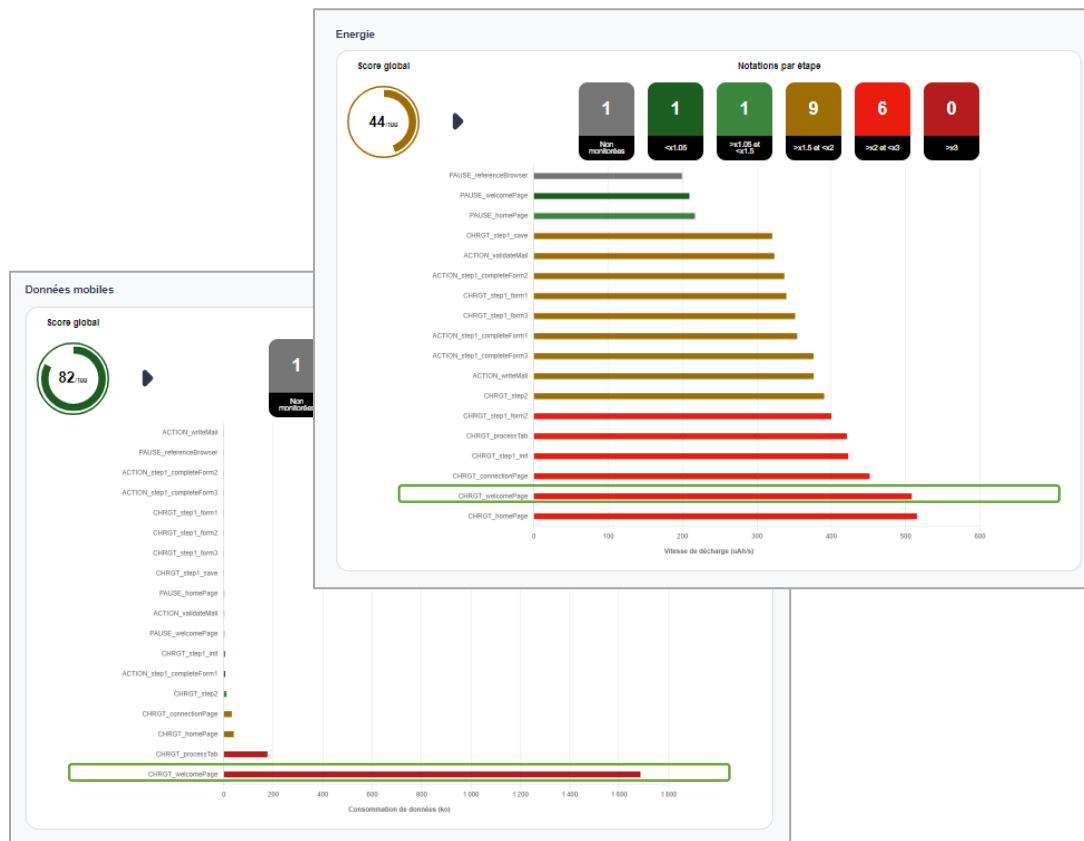 Energie
Score global
Notations par étape
44/100
1
1
1
9
6
0
Non monitorées
<x1.05
>x1.05 et <x1.5
>x1.5 et <x2
>x2 et <x3
>x3
PAUSE_referenceBrowser
PAUSE_welcomePage
PAUSE_homePage
CHRGT_step1_save
ACTION_validateMail
ACTION_step1_completeForm2
CHRGT_step1_form1
CHRGT_step1_form3
ACTION_step1_completeForm1
ACTION_step1_completeForm3
ACTION_writeMail
CHRGT_step2
CHRGT_step1_form2
CHRGT_processTab
CHRGT_step1_init
CHRGT_connectionPage
CHRGT_welcomePage
CHRGT_homePage
0 100 200 300 400 500 600
Vitesse de décharge (uAh/s)
Données mobiles
Score global
82/100
1
Non monitorées
ACTION_writeMail
PAUSE_referenceBrowser
ACTION_step1_completeForm2
ACTION_step1_completeForm3
CHRGT_step1_form1
CHRGT_step1_form2
CHRGT_step1_form3
CHRGT_step1_save
PAUSE_homePage
ACTION_validateMail
PAUSE_welcomePage
CHRGT_step1_init
ACTION_step1_completeForm1
CHRGT_step2
CHRGT_connectionPage
CHRGT_homePage
CHRGT_processTab
CHRGT_welcomePage
0 200 400 600 800 1 000 1 200 1 400 1 600 1 800
Consommation de données (ko)